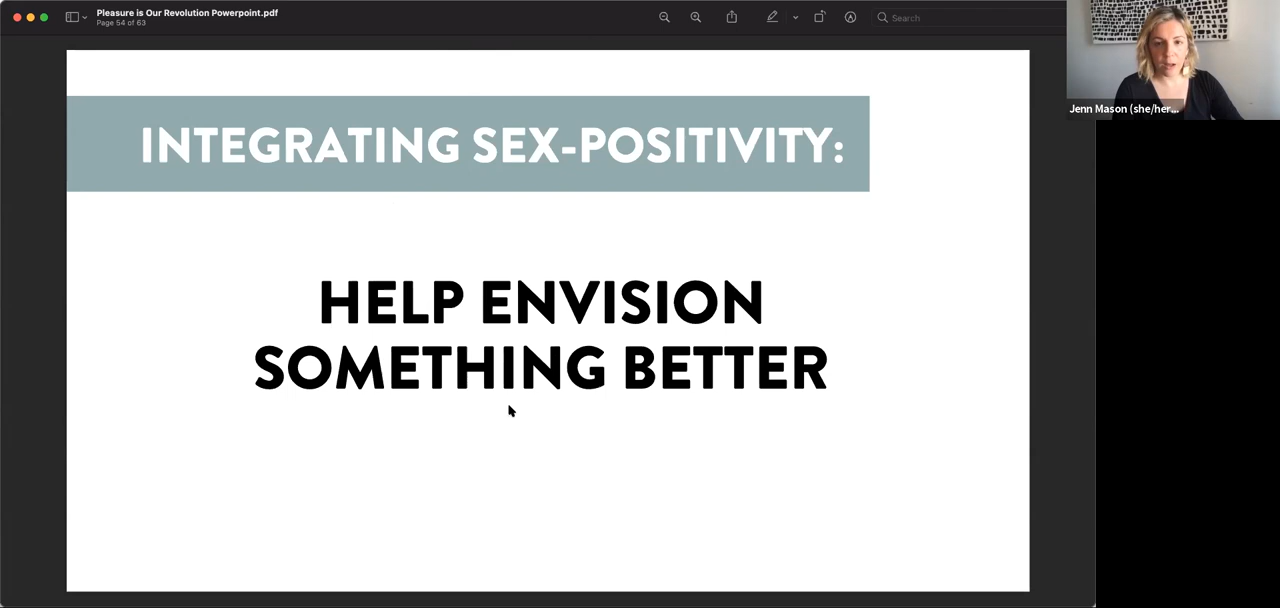 Pleasure is Our Revolution Powerpoint.pdf
Page 54 of 63
Search
Jenn Mason (she/her...
INTEGRATING SEX-POSITIVITY:
HELP ENVISION
SOMETHING BETTER